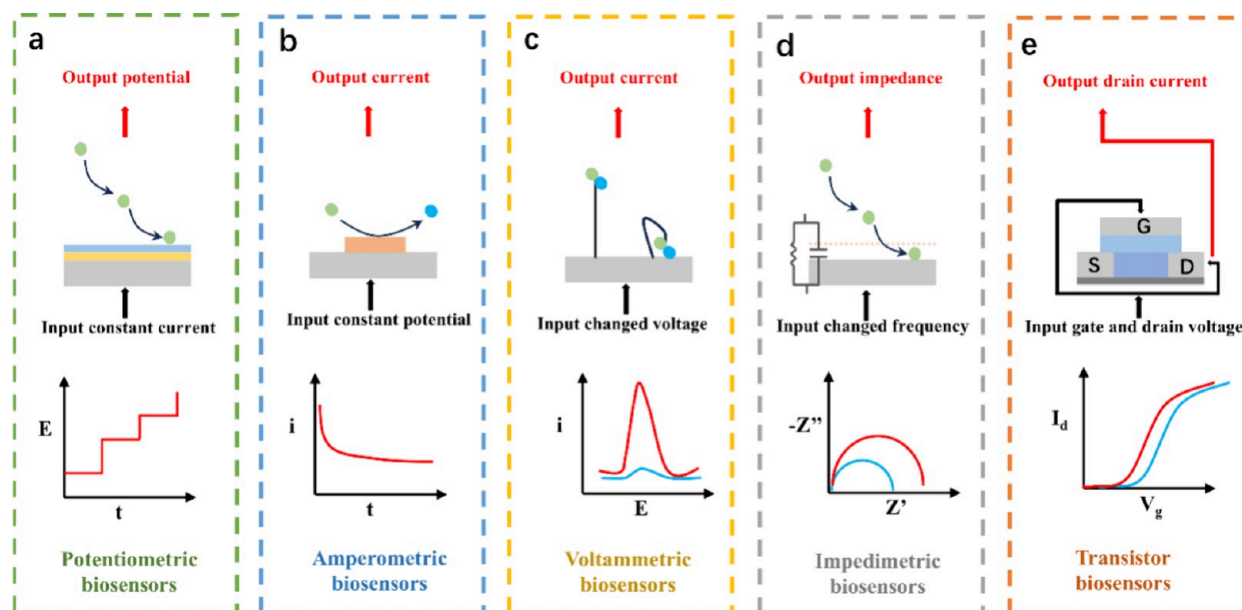 a
Output potential
Input constant current
E
t
Potentiometric
biosensors
b
Output current
Input constant potential
i
t
Amperometric
biosensors
c
Output current
Input changed voltage
i
E
Voltammetric
biosensors
d
Output impedance
Input changed frequency
-Z''
Z'
Impedimetric
biosensors
e
Output drain current
G
S D
Input gate and drain voltage
I_d
V_g
Transistor
biosensors